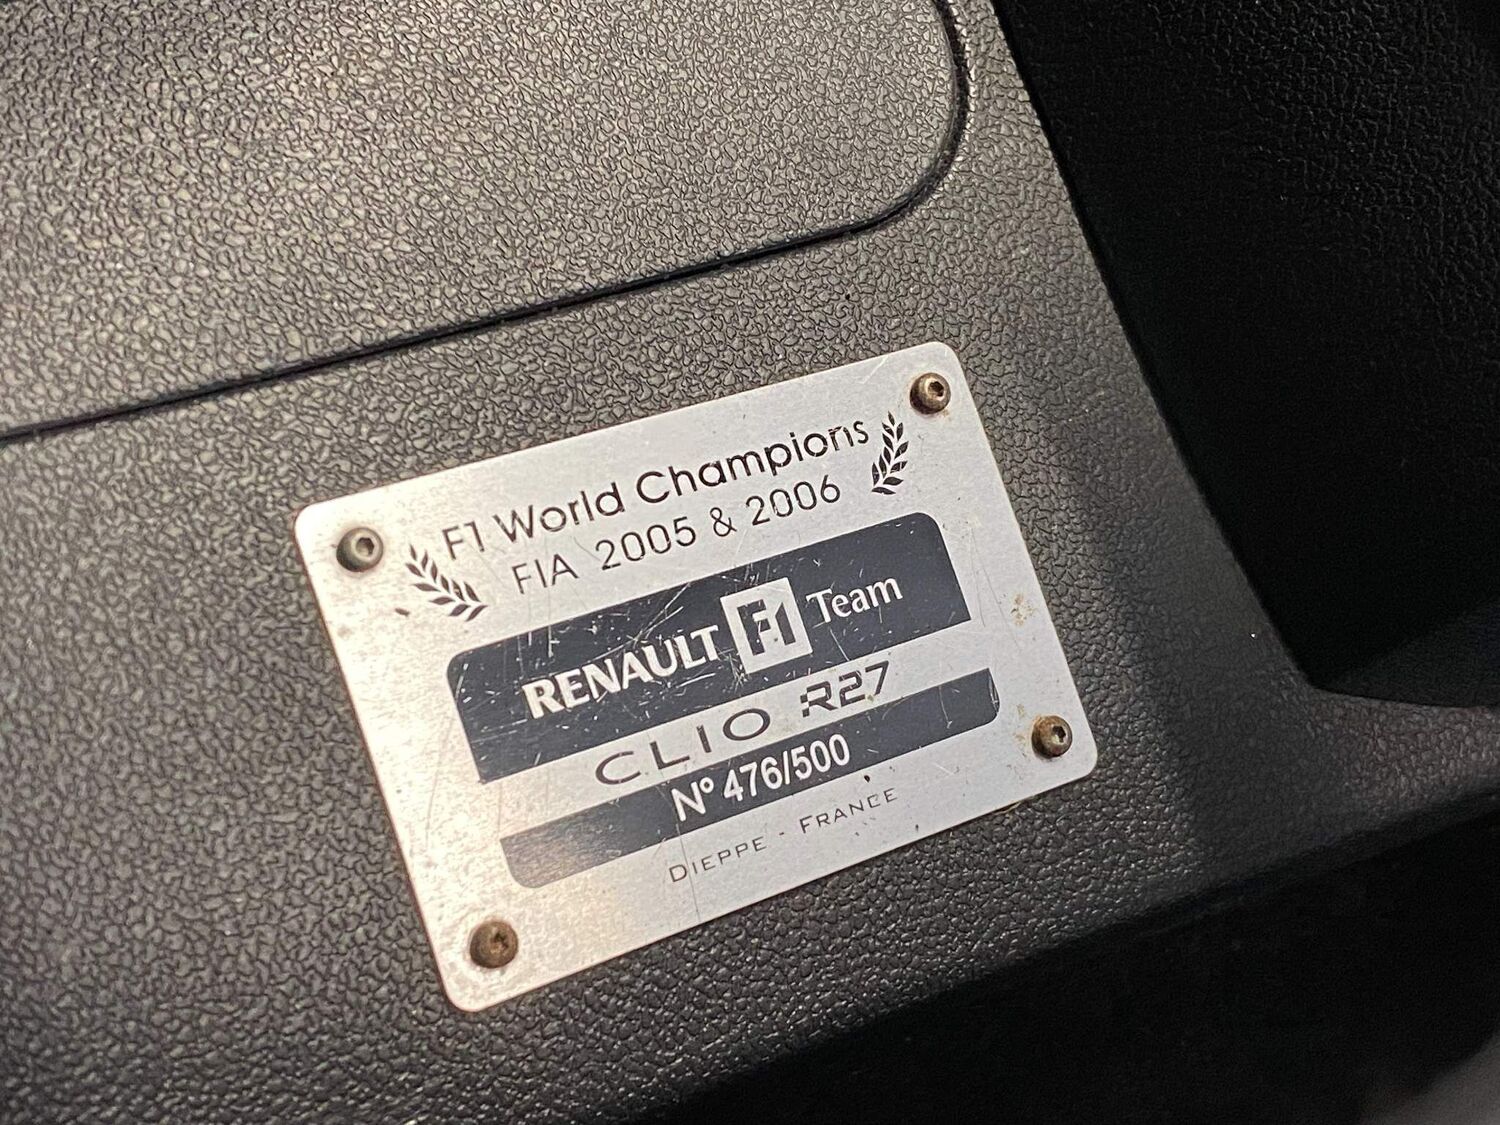 F1 World Champions
FIA 2005 & 2006
RENAULT F1 Team
CLIO R27
N° 476/500
DIEPPE - FRANCE